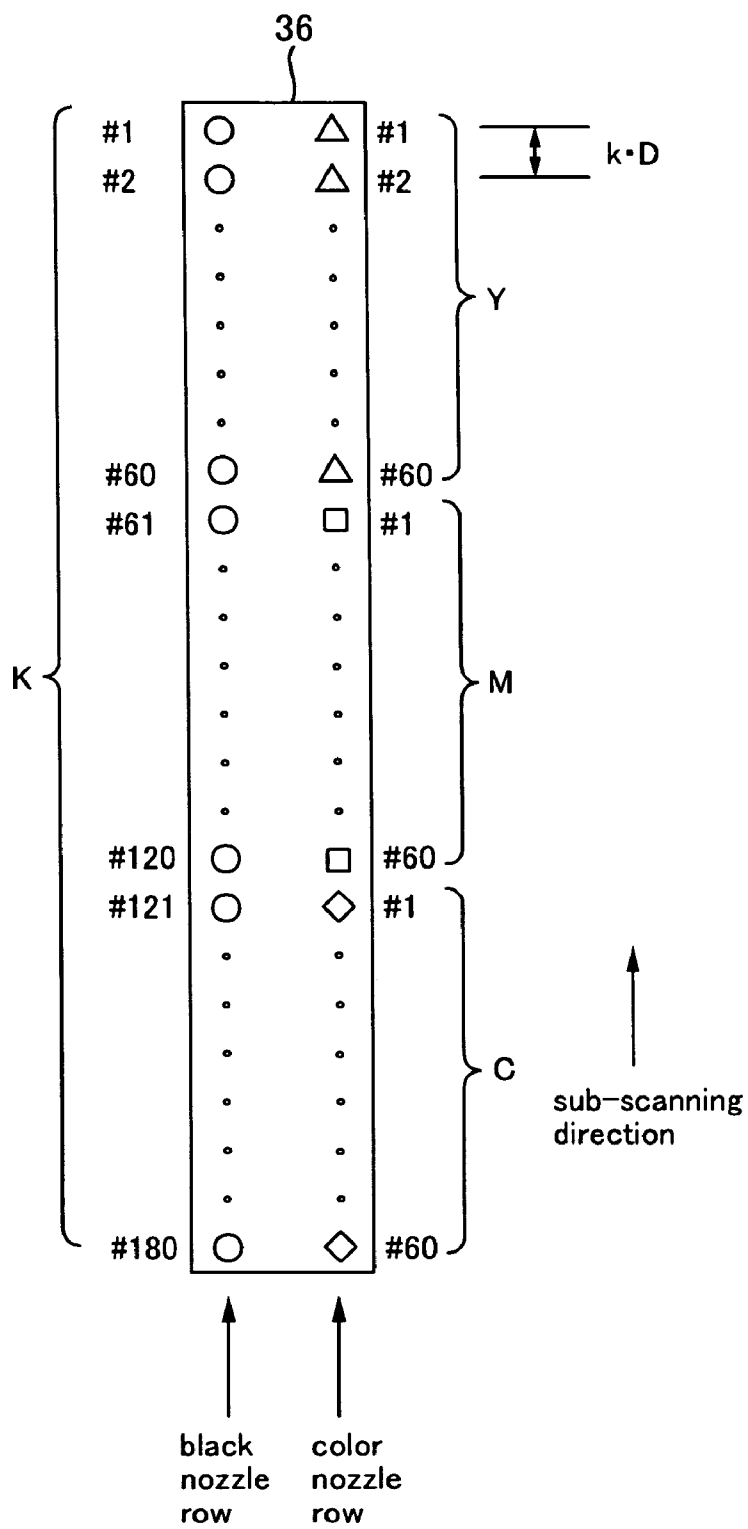 36
#1 #1
#2 #2
k·D
Y
#60 #60
#61 #1
K
M
#120 #60
#121 #1
C
sub-scanning
direction
#180 #60
black
nozzle
row
color
nozzle
row